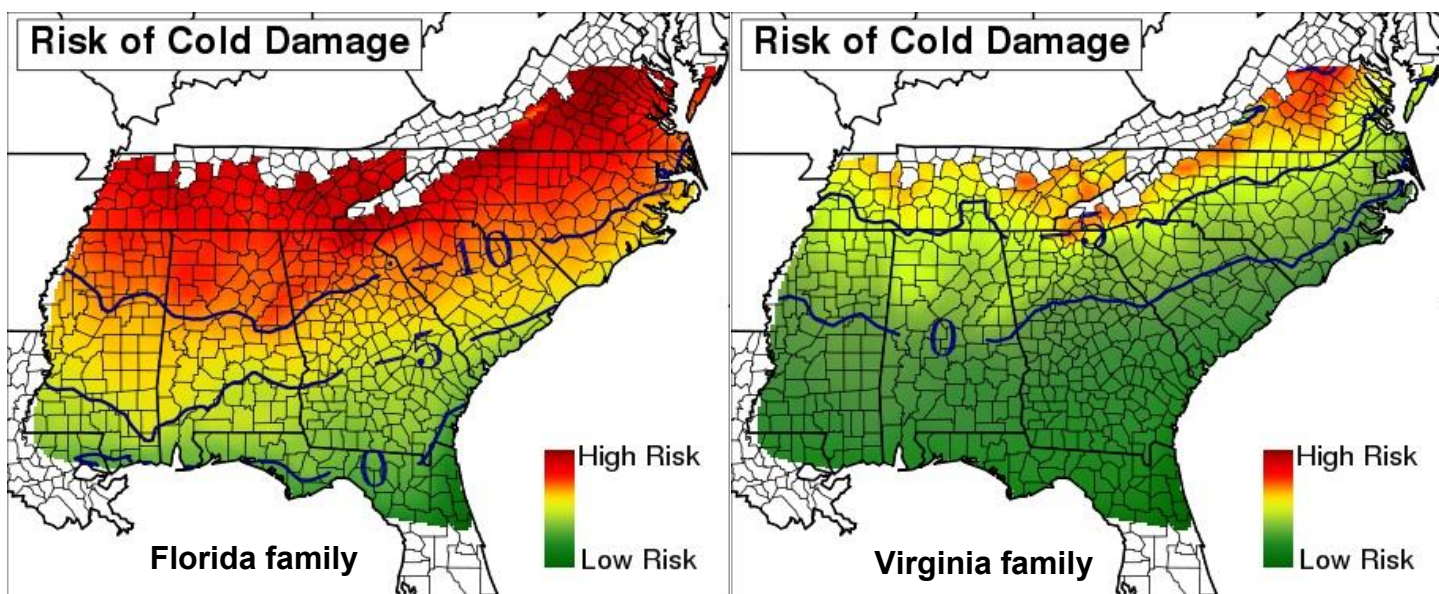 Risk of Cold Damage
-10
-5
0
High Risk
Low Risk
Florida family
Risk of Cold Damage
-5
0
High Risk
Low Risk
Virginia family